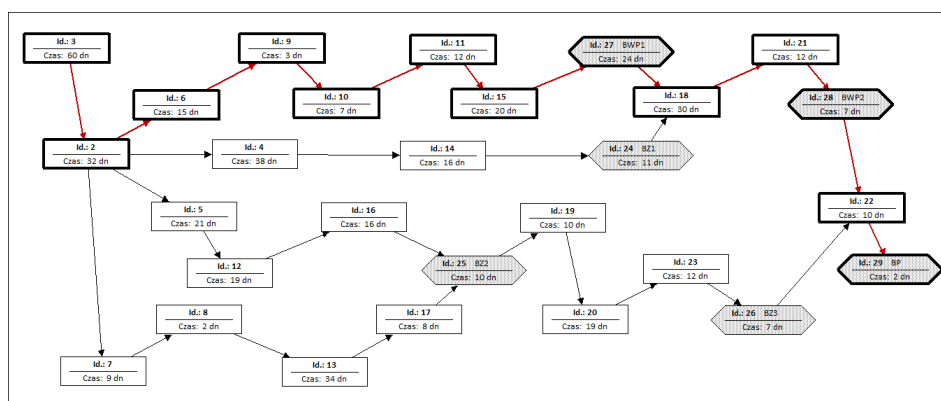 Id.: 3
Czas: 60 dn
Id.: 9
Czas: 3 dn
Id.: 11
Czas: 12 dn
Id.: 27 BWP1
Czas: 24 dn
Id.: 21
Czas: 12 dn
Id.: 6
Czas: 15 dn
Id.: 10
Czas: 7 dn
Id.: 15
Czas: 20 dn
Id.: 18
Czas: 30 dn
Id.: 28 BWP2
Czas: 7 dn
Id.: 2
Czas: 32 dn
Id.: 4
Czas: 38 dn
Id.: 14
Czas: 16 dn
Id.: 24 BZ1
Czas: 11 dn
Id.: 5
Czas: 21 dn
Id.: 16
Czas: 16 dn
Id.: 19
Czas: 10 dn
Id.: 22
Czas: 10 dn
Id.: 12
Czas: 19 dn
Id.: 25 BZ2
Czas: 10 dn
Id.: 23
Czas: 12 dn
Id.: 29 BP
Czas: 2 dn
Id.: 8
Czas: 2 dn
Id.: 17
Czas: 8 dn
Id.: 20
Czas: 19 dn
Id.: 26 BZ3
Czas: 7 dn
Id.: 7
Czas: 9 dn
Id.: 13
Czas: 34 dn